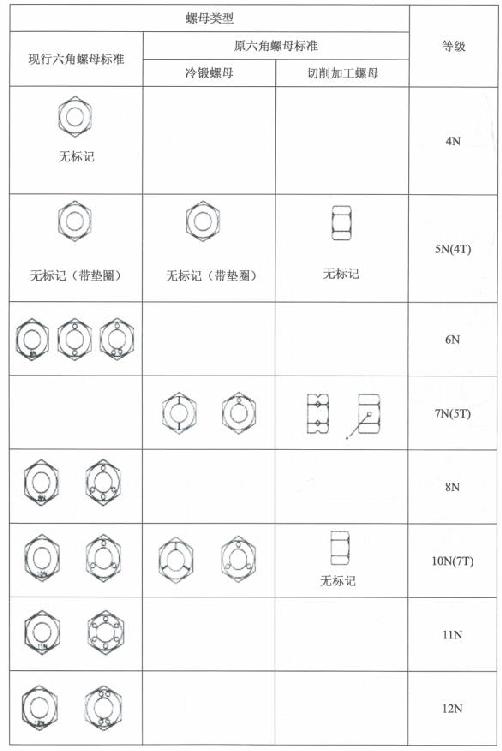 螺母类型
等级
现行六角螺母标准
原六角螺母标准
冷锻螺母
切削加工螺母
无标记
4N
无标记（带垫圈）
无标记（带垫圈）
无标记
5N(4T)
6N
7N(5T)
8N
10N(7T)
无标记
11N
11N
12N